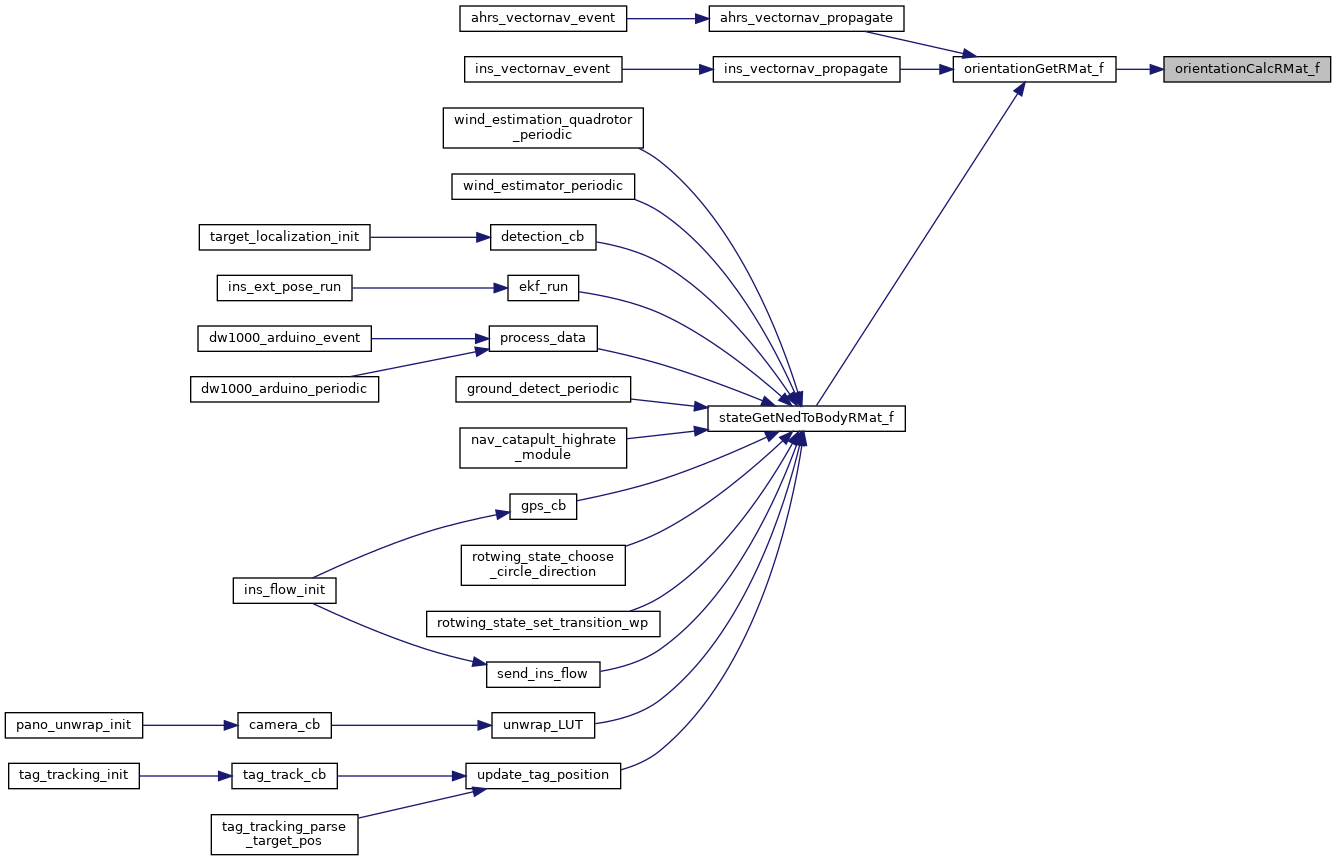 ahrs_vectornav_event
ahrs_vectornav_propagate
ins_vectornav_event
ins_vectornav_propagate
orientationGetRMat_f
orientationCalcRMat_f
wind_estimation_quadrotor
_periodic
wind_estimator_periodic
target_localization_init
detection_cb
ins_ext_pose_run
ekf_run
dw1000_arduino_event
process_data
dw1000_arduino_periodic
ground_detect_periodic
stateGetNedToBodyRMat_f
nav_catapult_highrate
_module
gps_cb
rotwing_state_choose
_circle_direction
ins_flow_init
rotwing_state_set_transition_wp
send_ins_flow
pano_unwrap_init
camera_cb
unwrap_LUT
tag_tracking_init
tag_track_cb
update_tag_position
tag_tracking_parse
_target_pos